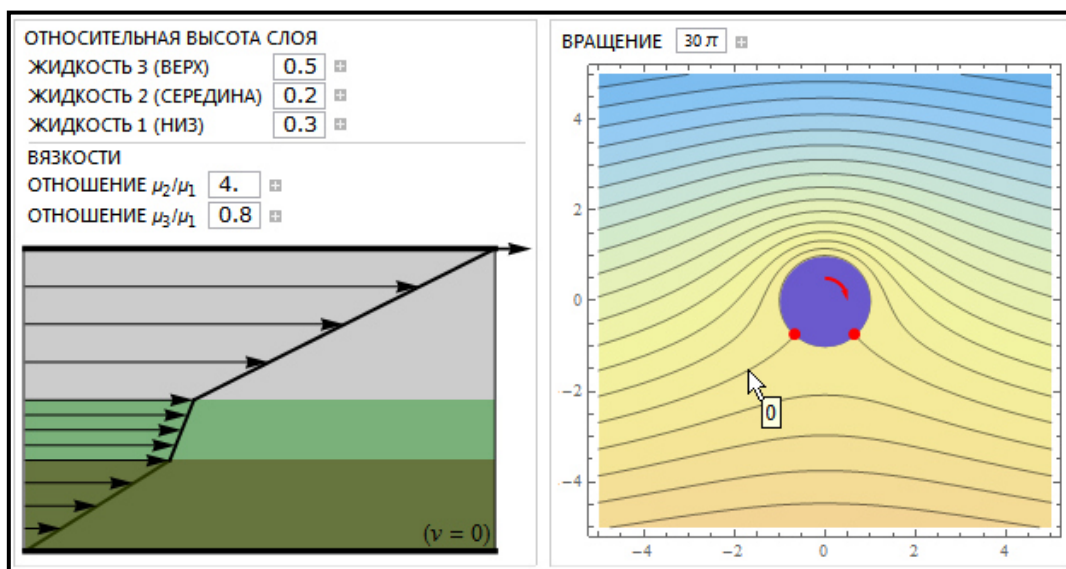 ОТНОСИТЕЛЬНАЯ ВЫСОТА СЛОЯ
ЖИДКОСТЬ 3 (ВЕРХ) 0.5
ЖИДКОСТЬ 2 (СЕРЕДИНА) 0.2
ЖИДКОСТЬ 1 (НИЗ) 0.3
ВЯЗКОСТИ
ОТНОШЕНИЕ μ₂/μ₁ 4.
ОТНОШЕНИЕ μ₃/μ₁ 0.8
(v = 0)
ВРАЩЕНИЕ 30 π
4
2
0
-2
-4
0
-4 -2 0 2 4